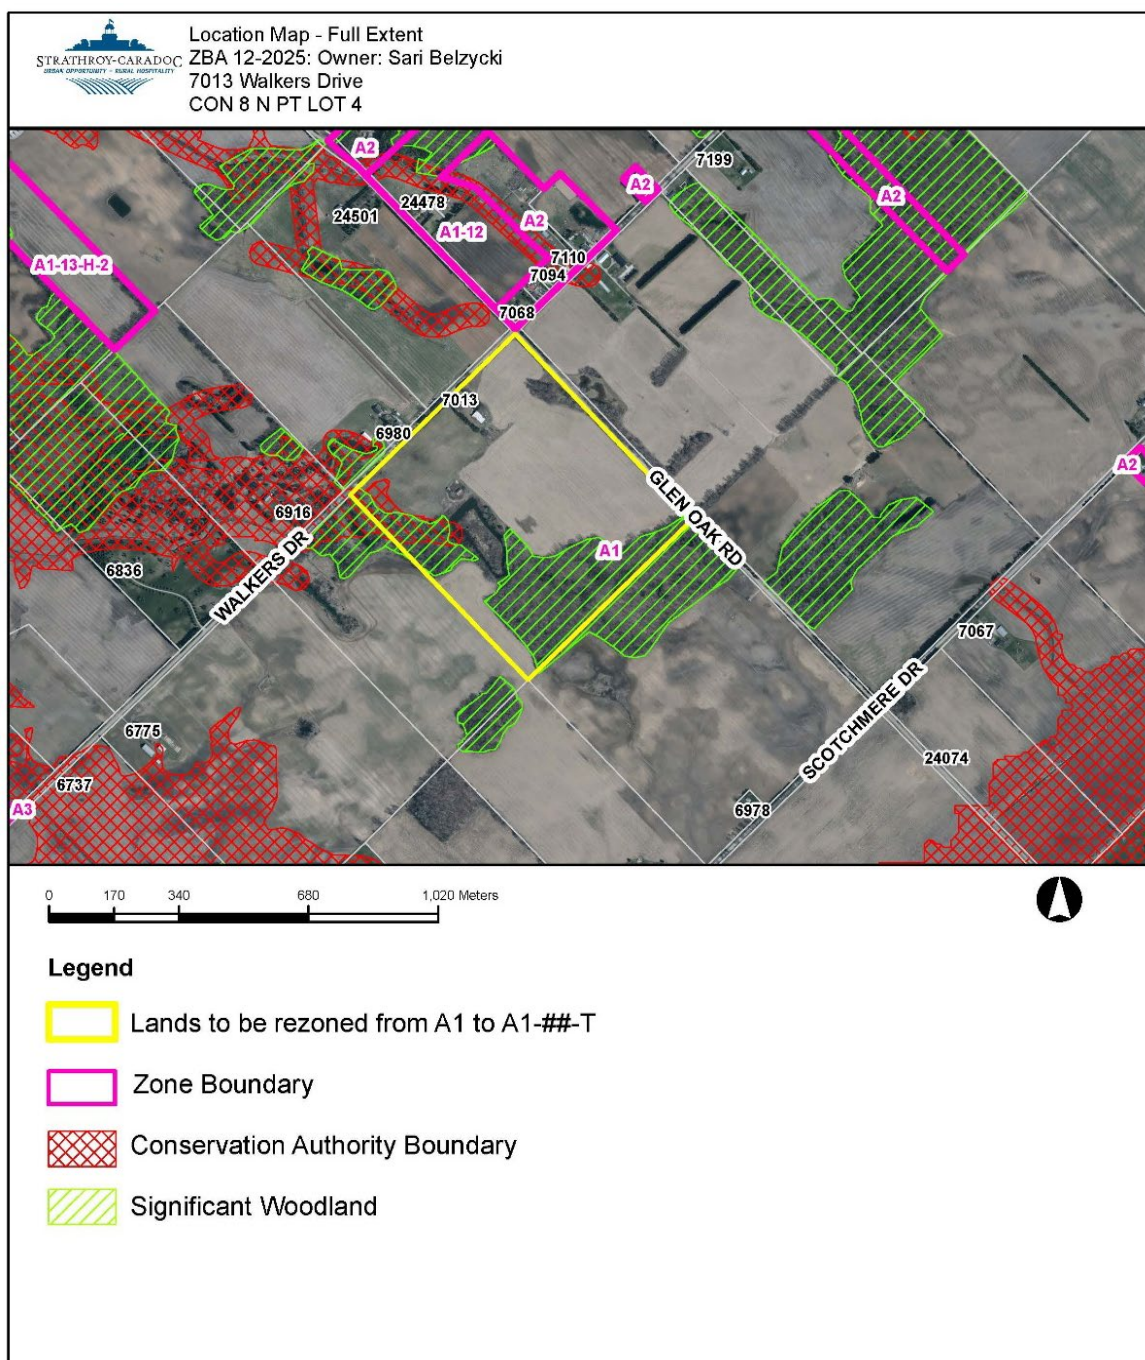 STRATHROY-CARADOC
URBAN OPPORTUNITY ~ RURAL HOSPITALITY
Location Map - Full Extent
ZBA 12-2025: Owner: Sari Belzycki
7013 Walkers Drive
CON 8 N PT LOT 4
A2
7199
A2
24478
24501
A2
A1-12
A2
A1-13-H-2
7110
7094
7068
7013
6980
A2
GLEN OAK RD
6916
A1
WALKERS DR
6836
7067
SCOTCHMERE DR
6775
24074
6737
A3
6978
0 170 340 680 1,020 Meters
Legend
Lands to be rezoned from A1 to A1-##-T
Zone Boundary
Conservation Authority Boundary
Significant Woodland